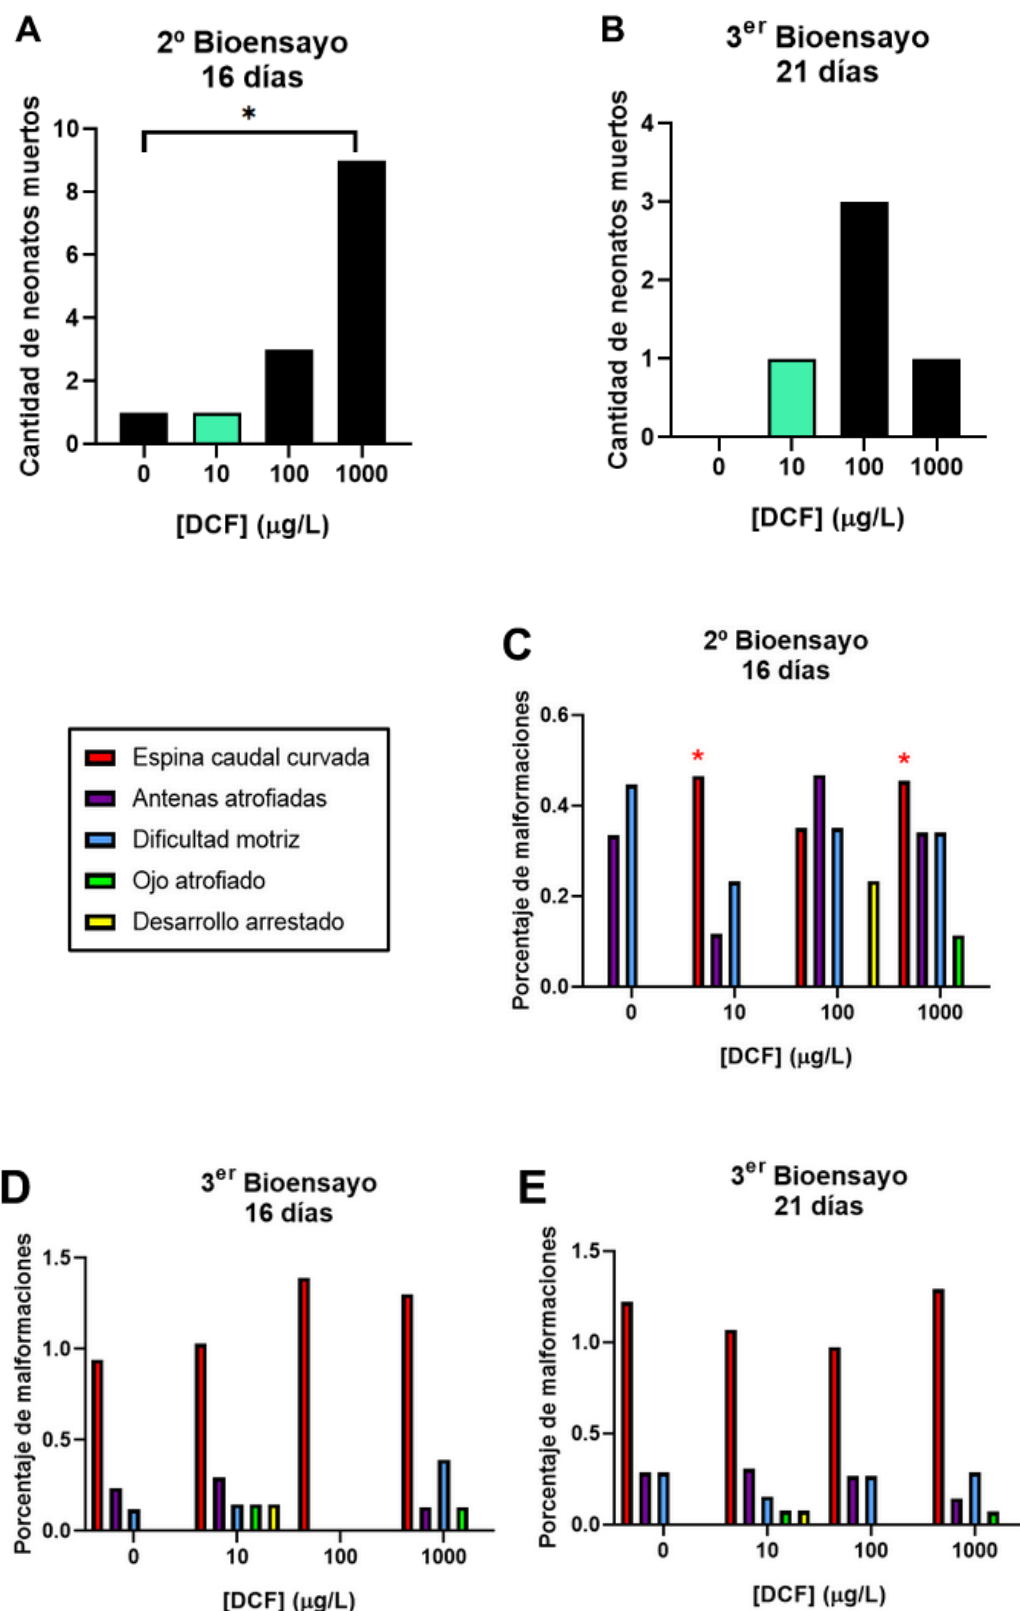 A
2º Bioensayo
16 días
*
Cantidad de neonatos muertos
10
8
6
4
2
0
0 10 100 1000
[DCF] (μg/L)
B
3er Bioensayo
21 días
Cantidad de neonatos muertos
4
3
2
1
0
0 10 100 1000
[DCF] (μg/L)
Espina caudal curvada
Antenas atrofiadas
Dificultad motriz
Ojo atrofiado
Desarrollo arrestado
C
2º Bioensayo
16 días
Porcentaje de malformaciones
0.6
0.4
0.2
0.0
* *
0 10 100 1000
[DCF] (μg/L)
D
3er Bioensayo
16 días
Porcentaje de malformaciones
1.5
1.0
0.5
0.0
0 10 100 1000
[DCF] (μg/L)
E
3er Bioensayo
21 días
Porcentaje de malformaciones
1.5
1.0
0.5
0.0
0 10 100 1000
[DCF] (μg/L)